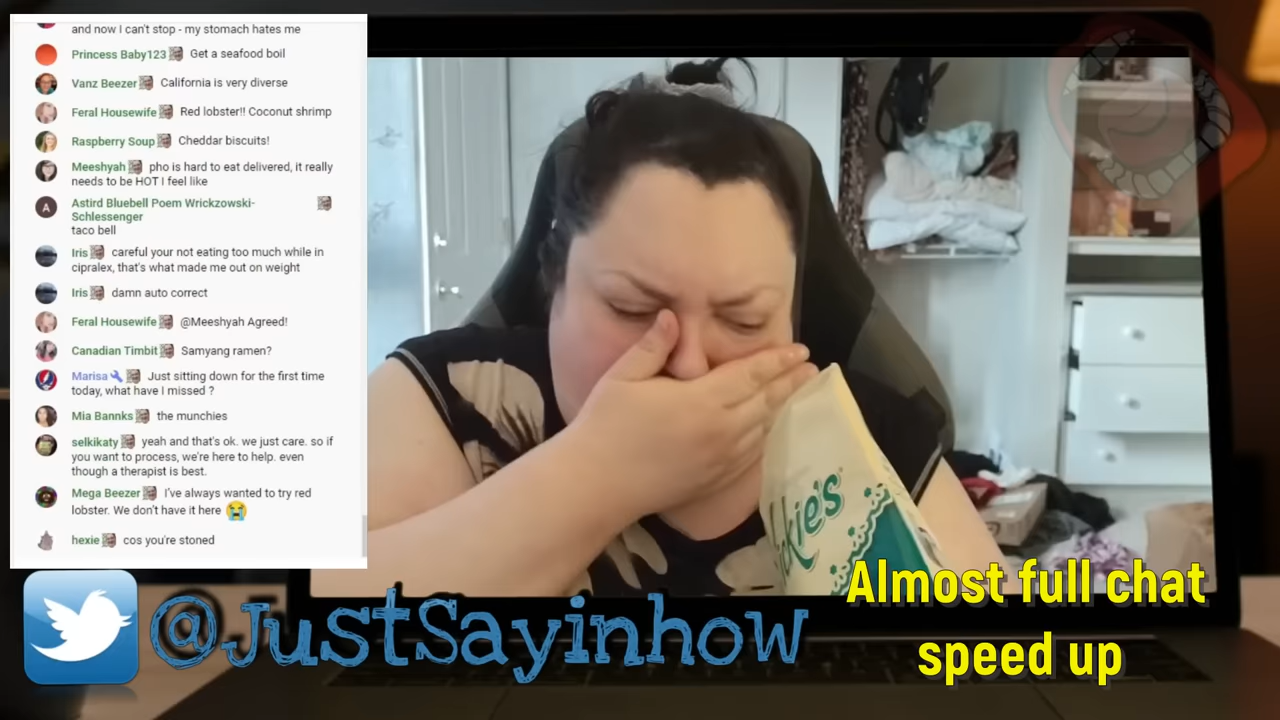 and now I can't stop - my stomach hates me
Princess Baby123 Get a seafood boil
Vanz Beezer California is very diverse
Feral Housewife Red lobster!! Coconut shrimp
Raspberry Soup Cheddar biscuits!
Meeshyah pho is hard to eat delivered, it really
needs to be HOT I feel like
A
Astird Bluebell Poem Wrickzowski-
Schlessenger
taco bell
Iris careful your not eating too much while in
cipralex, that's what made me out on weight
Iris damn auto correct
Feral Housewife @Meeshyah Agreed!
Canadian Timbit Samyang ramen?
Marisa Just sitting down for the first time
today, what have I missed ?
Mia Bannks the munchies
selkikaty yeah and that's ok. we just care. so if
you want to process, we're here to help. even
though a therapist is best.
Mega Beezer I've always wanted to try red
lobster. We don't have it here 😭
hexie cos you're stoned
@JustSayinhow
Almost full chat
speed up